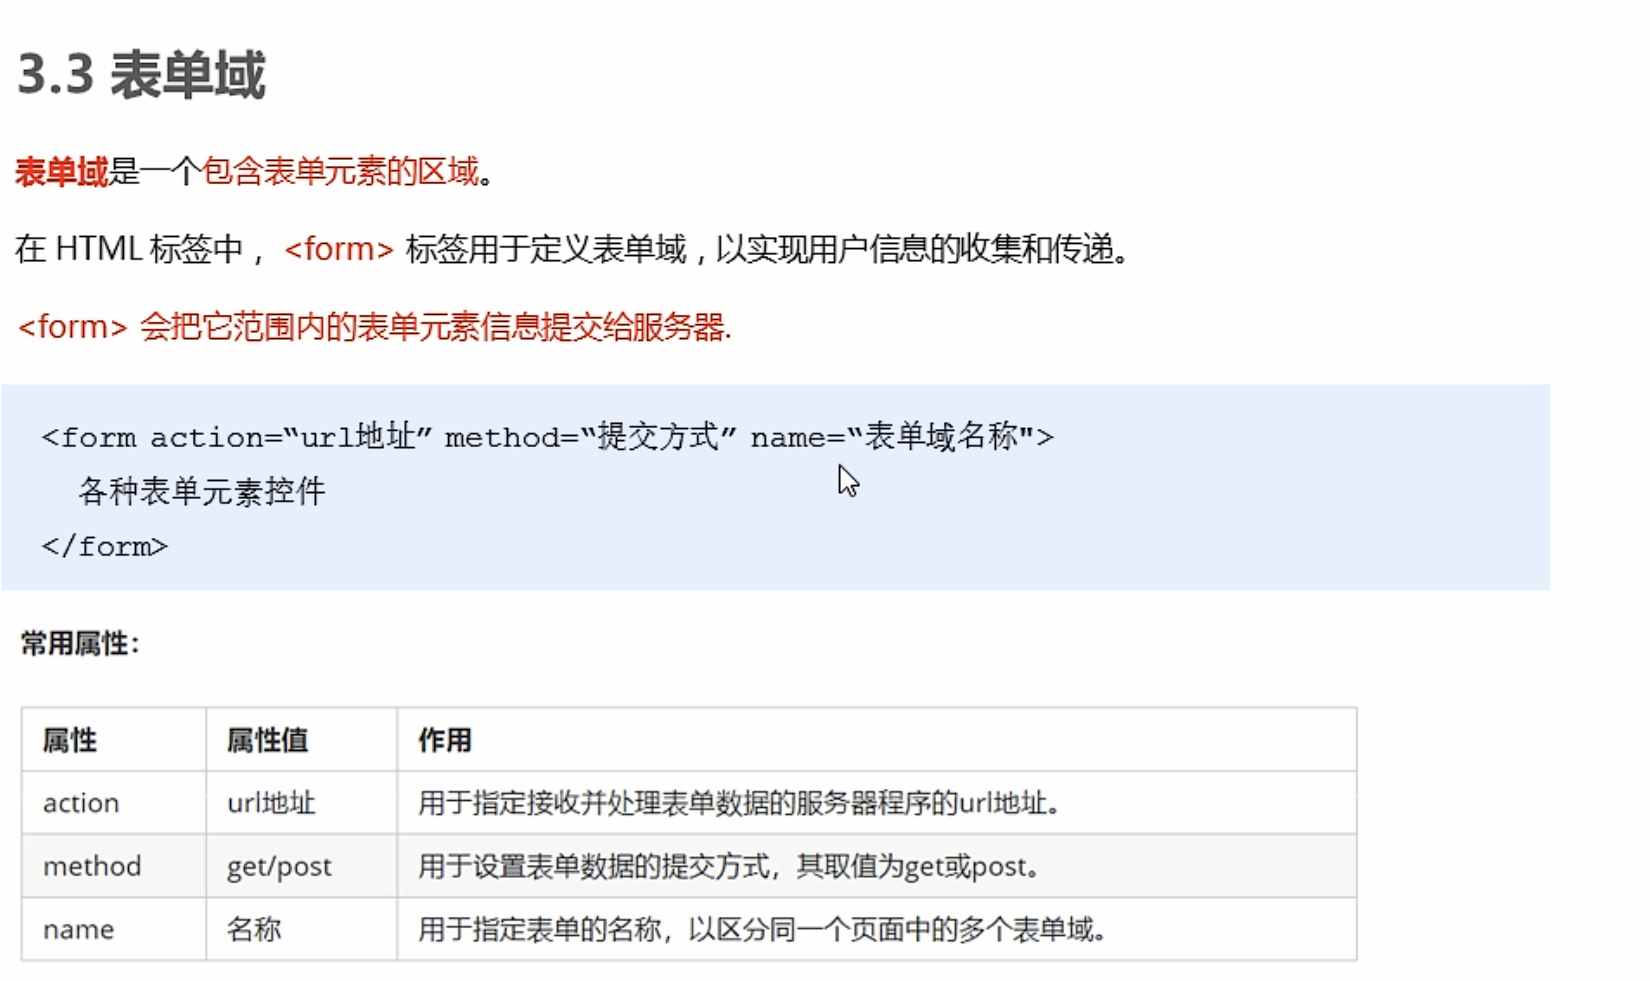 3.3 表单域
表单域是一个包含表单元素的区域。
在 HTML 标签中， <form> 标签用于定义表单域 , 以实现用户信息的收集和传递。
<form> 会把它范围内的表单元素信息提交给服务器.
<form action=“url地址” method=“提交方式” name=“表单域名称">
各种表单元素控件
</form>
常用属性：
属性 属性值 作用
action url地址 用于指定接收并处理表单数据的服务器程序的url地址。
method get/post 用于设置表单数据的提交方式，其取值为get或post。
name 名称 用于指定表单的名称，以区分同一个页面中的多个表单域。